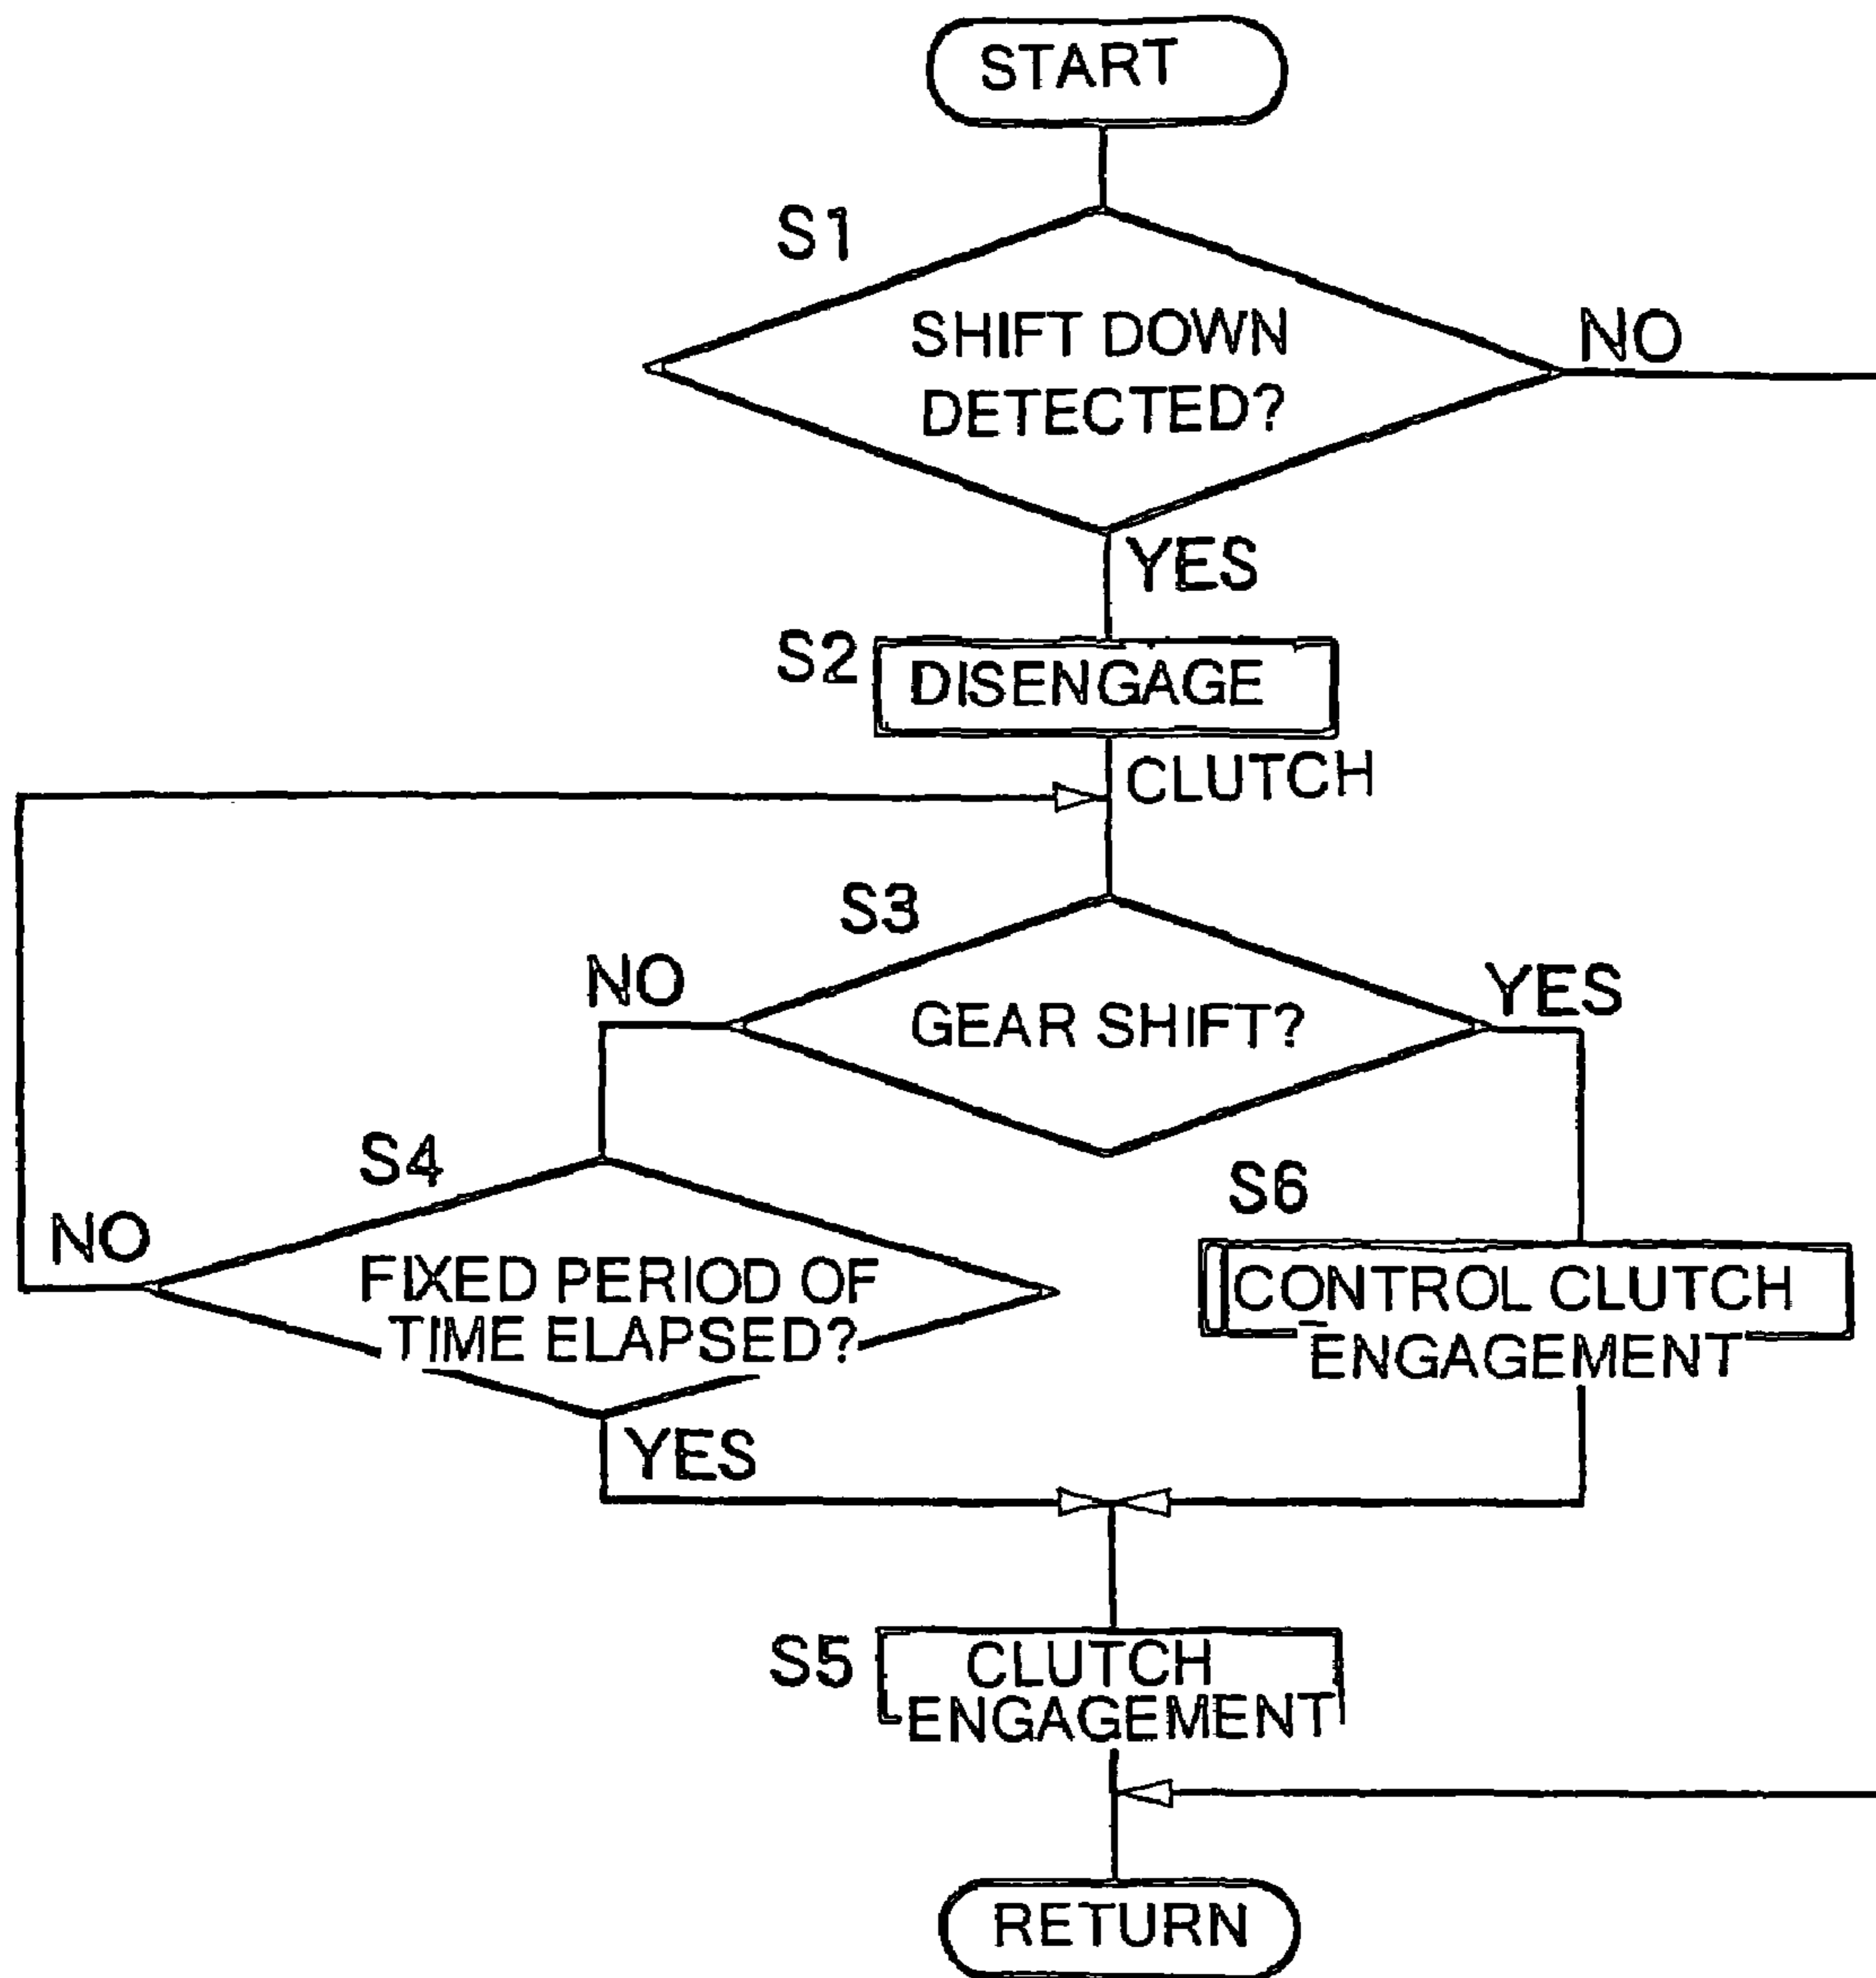 START
S1
SHIFT DOWN
DETECTED?
NO
YES
S2
DISENGAGE
CLUTCH
S3
NO
GEAR SHIFT?
YES
S4
NO
FIXED PERIOD OF
TIME ELAPSED?
YES
S6
CONTROL CLUTCH
ENGAGEMENT
S5
CLUTCH
ENGAGEMENT
RETURN